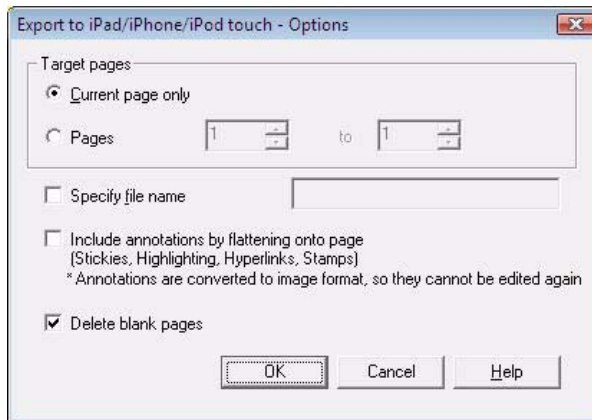 Export to iPad/iPhone/iPod touch - Options
Target pages
Current page only
Pages 1 to 1
Specify file name
Include annotations by flattening onto page
(Stickies, Highlighting, Hyperlinks, Stamps)
* Annotations are converted to image format, so they cannot be edited again
Delete blank pages
OK Cancel Help